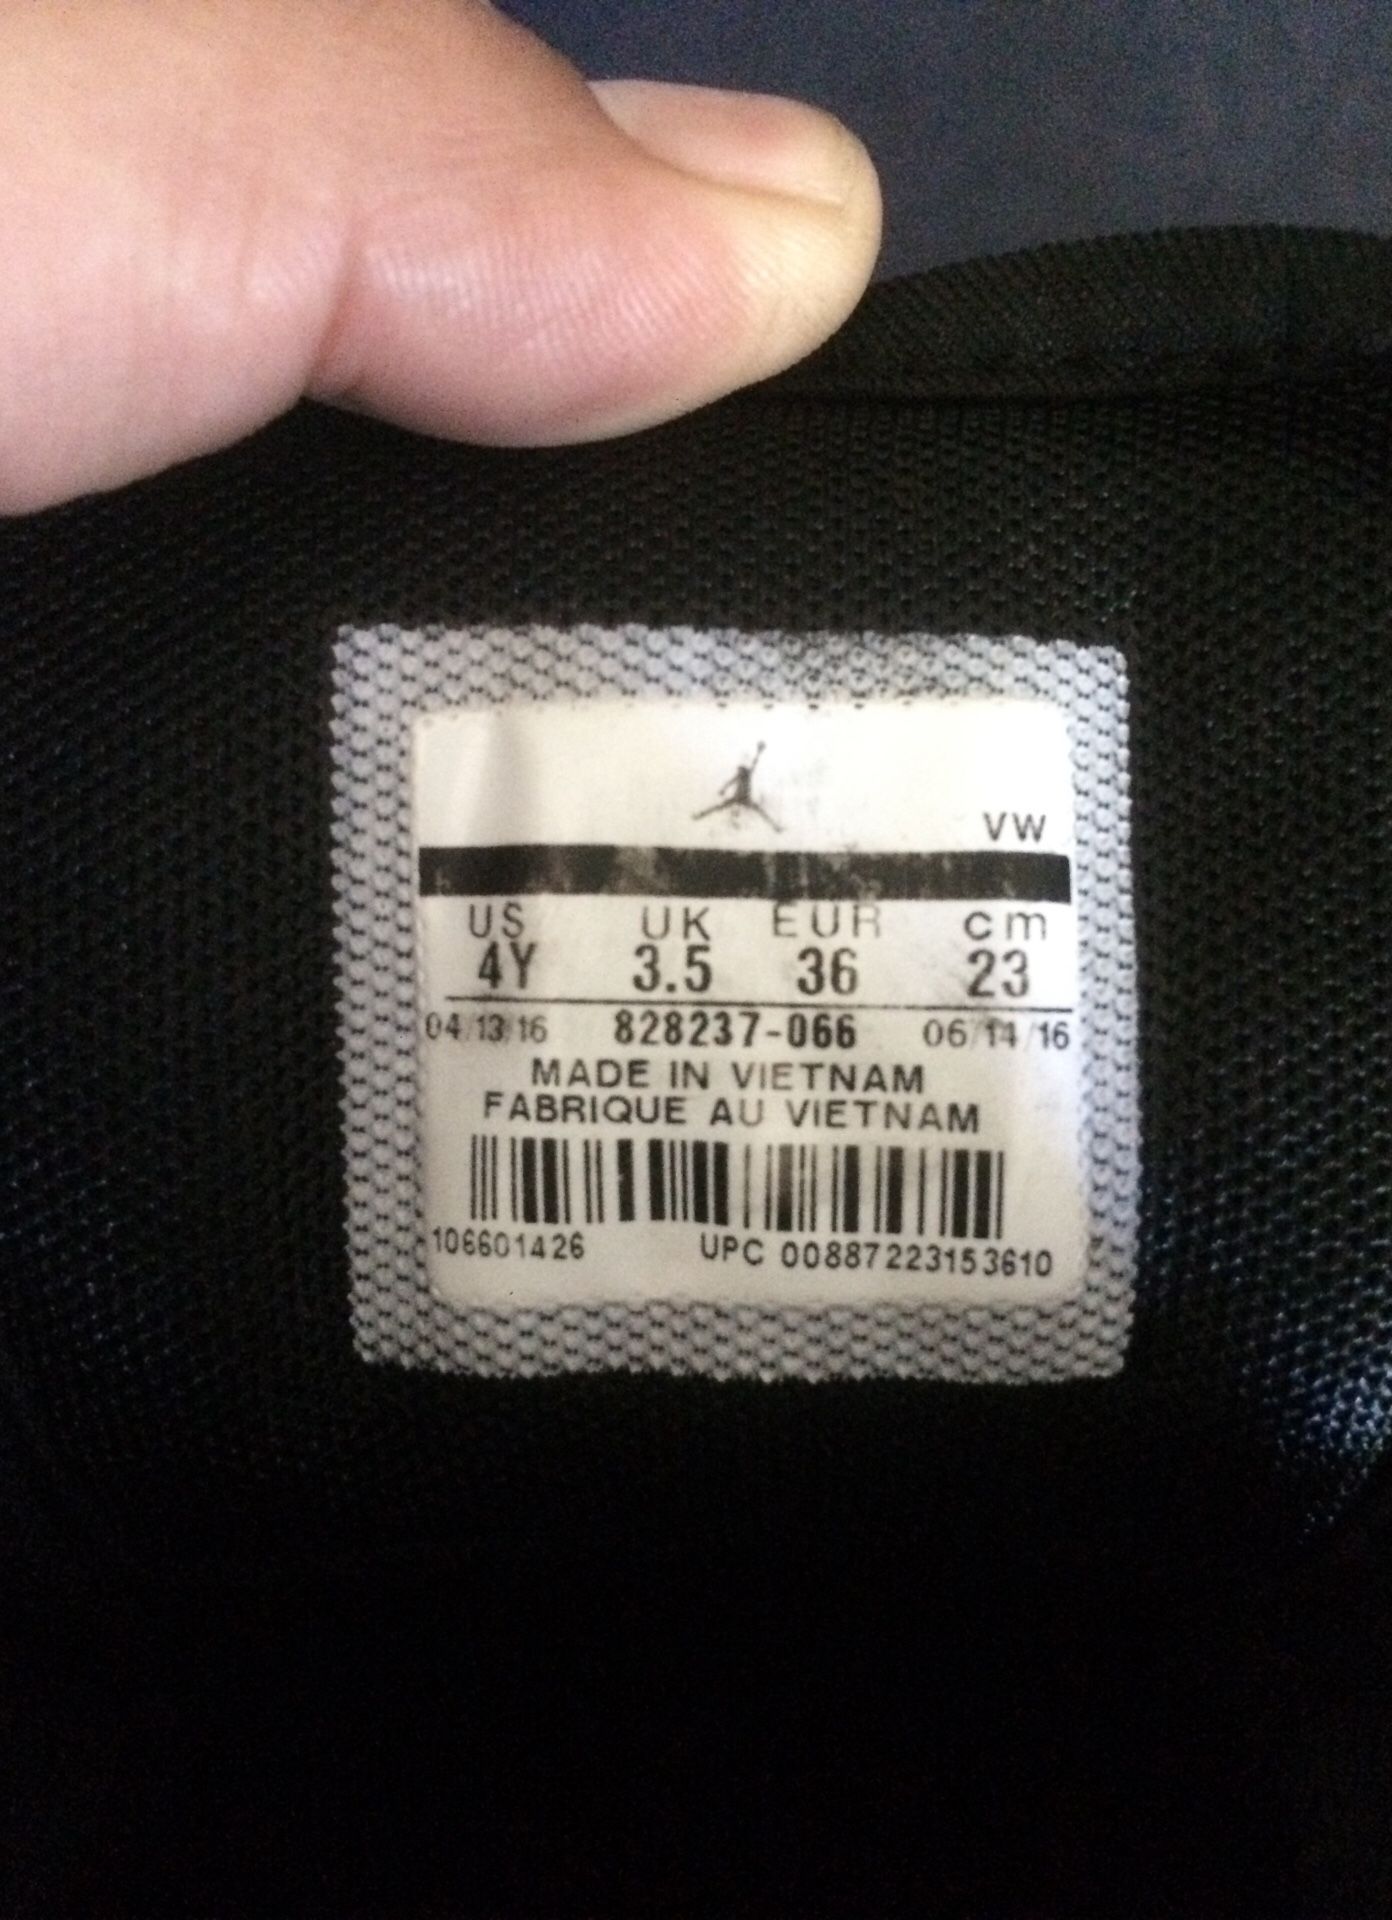 VW
US UK EUR cm
4Y 3.5 36 23
04/13/16 828237-066 06/14/16
MADE IN VIETNAM
FABRIQUE AU VIETNAM
106601426 UPC 00887223153610